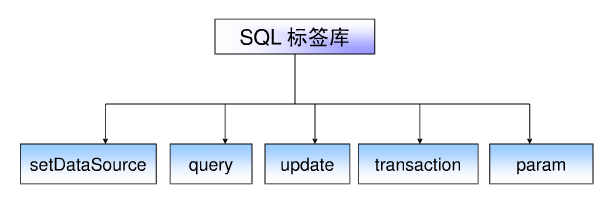 SQL 标签库
setDataSource
query
update
transaction
param